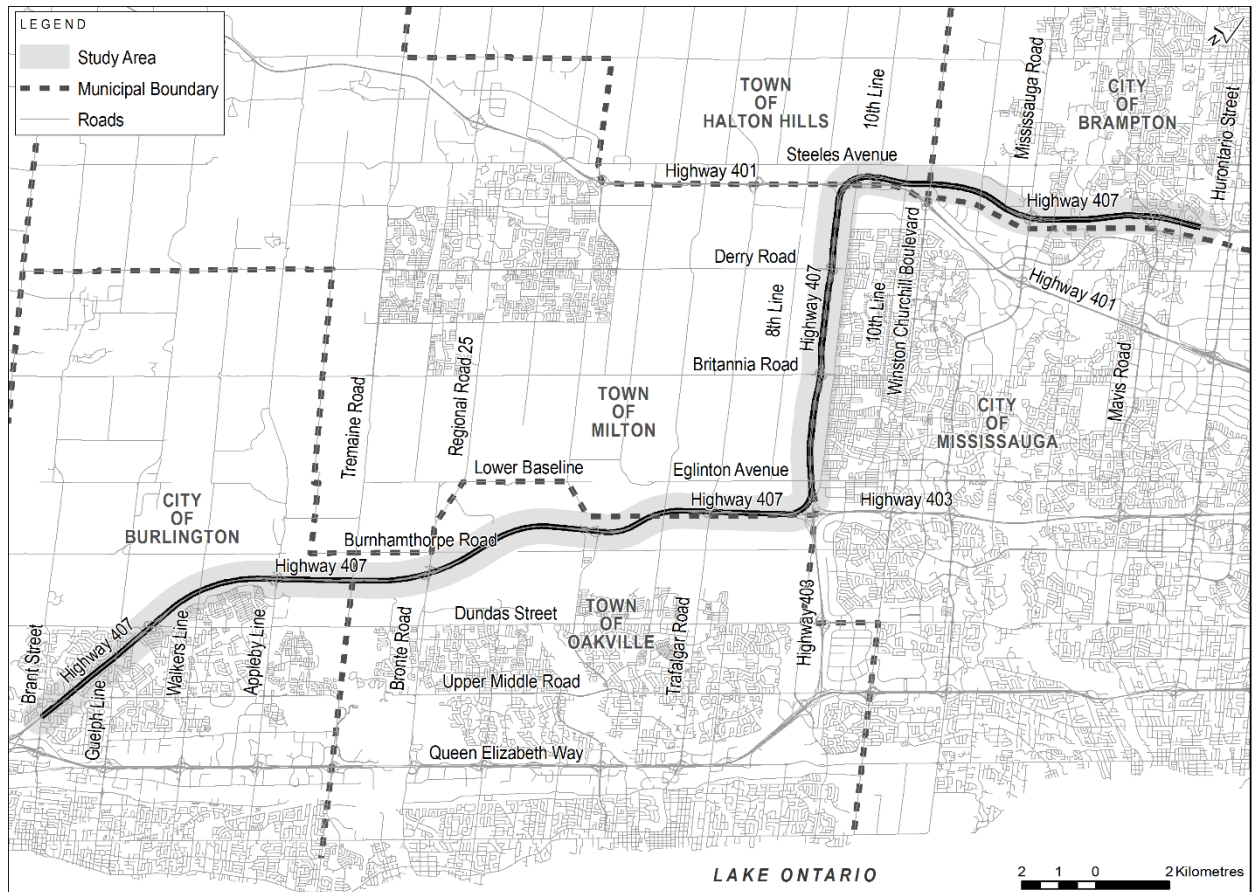 LEGEND
Study Area
Municipal Boundary
Roads
N
TOWN
OF
HALTON HILLS
10th Line
Mississauga Road
CITY
OF
BRAMPTON
Hurontario Street
Steeles Avenue
Highway 401
Highway 407
Derry Road
Highway 407
8th Line
10th Line
Winston Churchill Boulevard
Highway 401
Britannia Road
Mavis Road
Tremaine Road
Regional Road 25
TOWN
OF
MILTON
CITY
OF
MISSISSAUGA
Lower Baseline
Eglinton Avenue
Highway 407
Highway 403
CITY
OF
BURLINGTON
Burnhamthorpe Road
Highway 407
Dundas Street
TOWN
OF
OAKVILLE
Highway 403
Brant Street
Highway 407
Guelph Line
Walkers Line
Appleby Line
Bronte Road
Upper Middle Road
Trafalgar Road
Queen Elizabeth Way
LAKE ONTARIO
2 1 0 2 Kilometres